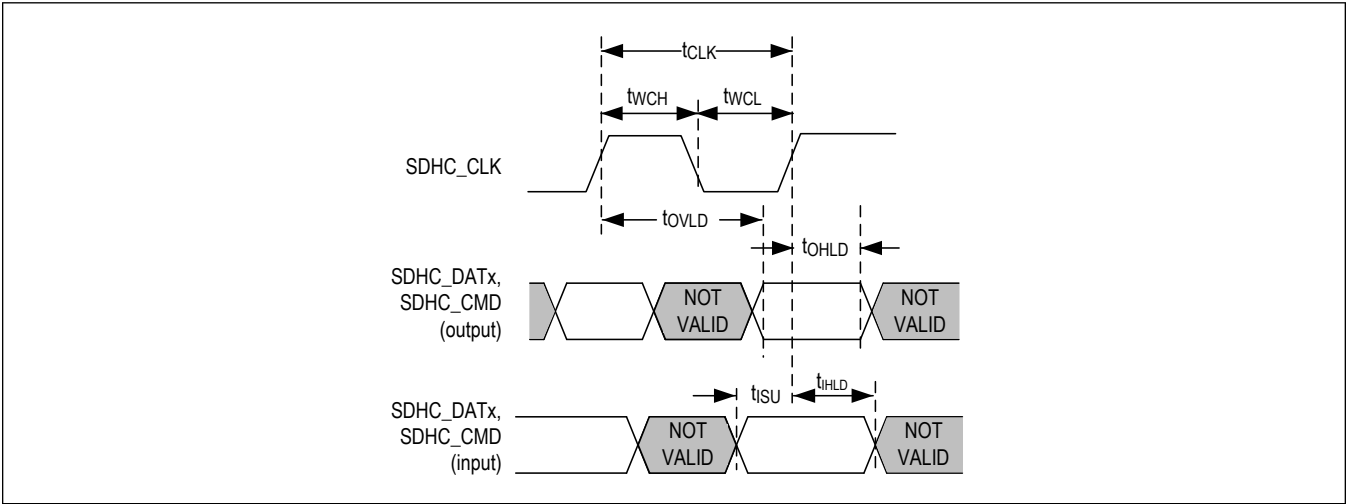 tCLK
tWCH
tWCL
SDHC_CLK
tOVLD
tOHLD
SDHC_DATx,
SDHC_CMD
(output)
NOT
VALID
NOT
VALID
tISU
tIHLD
SDHC_DATx,
SDHC_CMD
(input)
NOT
VALID
NOT
VALID